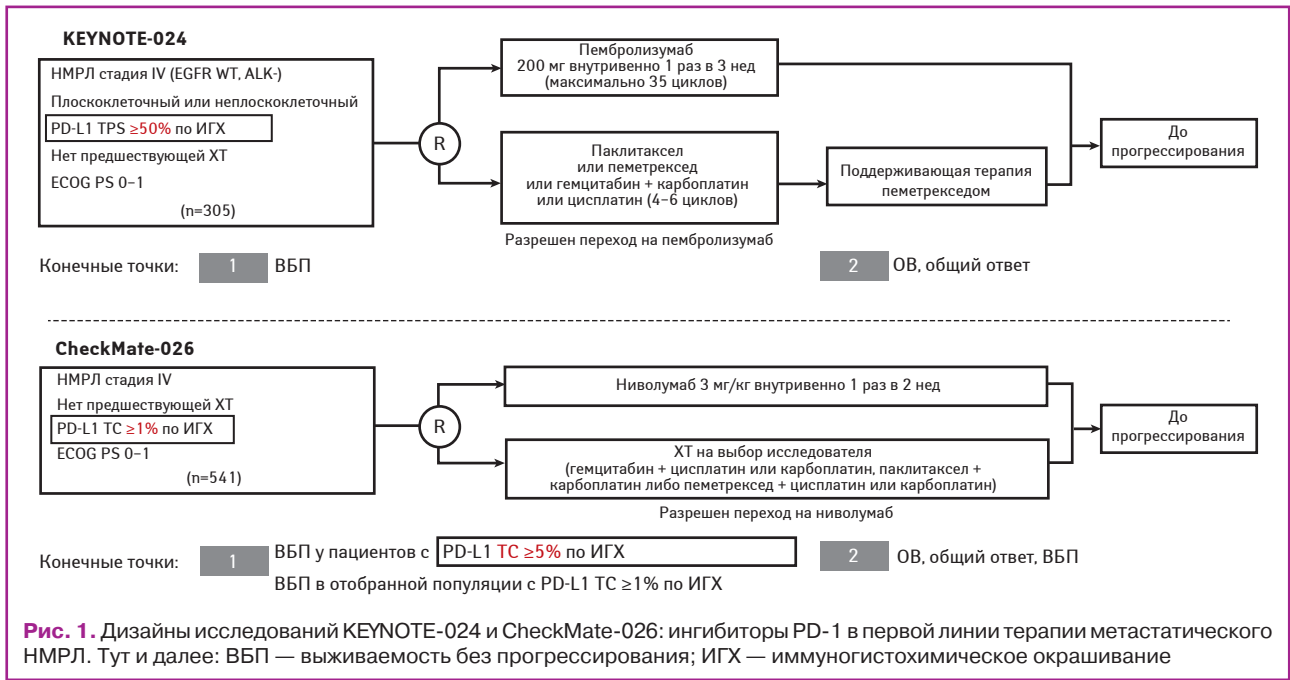 KEYNOTE-024
НМРЛ стадия IV (EGFR WT, ALK-)
Плоскоклеточный или неплоскоклеточный
PD-L1 TPS ≥50% по ИГХ
Нет предшествующей ХТ
ECOG PS 0–1
(n=305)
R
Пембролизумаб
200 мг внутривенно 1 раз в 3 нед
(максимально 35 циклов)
Паклитаксел
или пеметрексед
или гемцитабин + карбоплатин
или цисплатин (4–6 циклов)
Разрешен переход на пембролизумаб
Поддерживающая терапия
пеметрекседом
До
прогрессирования
Конечные точки: 1 ВБП 2 ОВ, общий ответ
CheckMate-026
НМРЛ стадия IV
Нет предшествующей ХТ
PD-L1 TC ≥1% по ИГХ
ECOG PS 0–1
(n=541)
R
Ниволумаб 3 мг/кг внутривенно 1 раз в 2 нед
ХТ на выбор исследователя
(гемцитабин + цисплатин или карбоплатин, паклитаксел +
карбоплатин либо пеметрексед + цисплатин или карбоплатин)
Разрешен переход на ниволумаб
До
прогрессирования
Конечные точки: 1 ВБП у пациентов с PD-L1 TC ≥5% по ИГХ 2 ОВ, общий ответ, ВБП
ВБП в отобранной популяции с PD-L1 TC ≥1% по ИГХ
Рис. 1. Дизайны исследований KEYNOTE-024 и CheckMate-026: ингибиторы PD-1 в первой линии терапии метастатического
НМРЛ. Тут и далее: ВБП — выживаемость без прогрессирования; ИГХ — иммуногистохимическое окрашивание